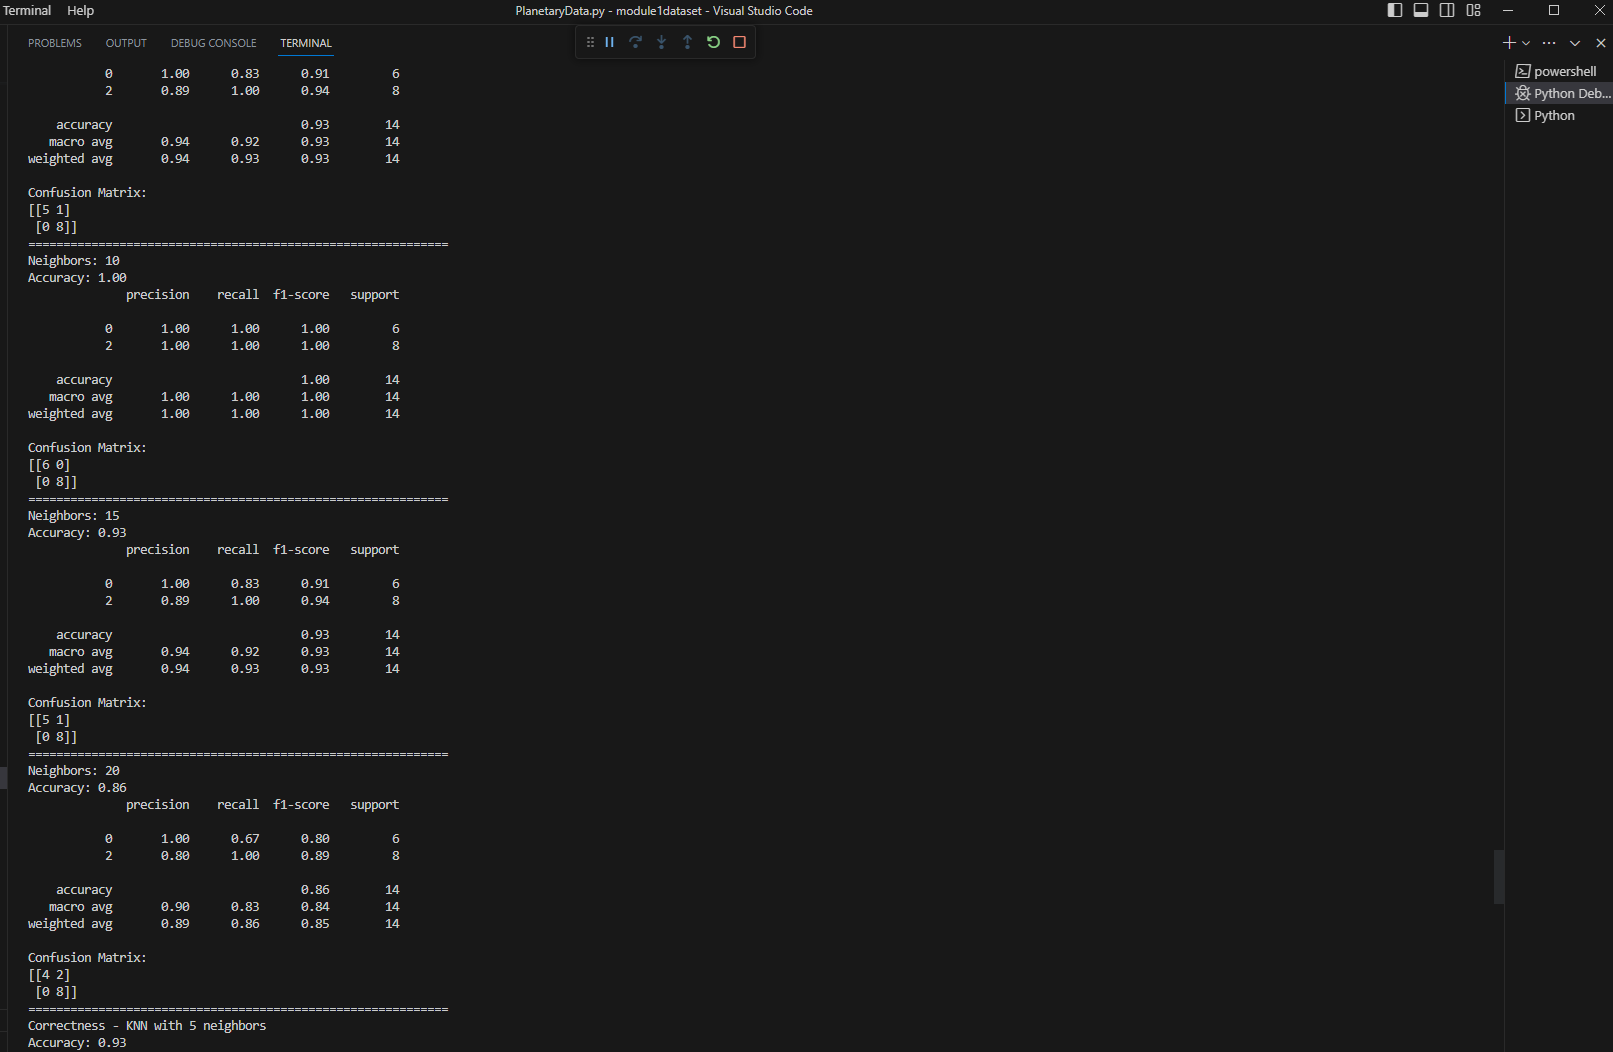 Terminal Help PlanetaryData.py - module1dataset - Visual Studio Code
PROBLEMS OUTPUT DEBUG CONSOLE TERMINAL
powershell
Python Deb...
Python
0 1.00 0.83 0.91 6
2 0.89 1.00 0.94 8
accuracy 0.93 14
macro avg 0.94 0.92 0.93 14
weighted avg 0.94 0.93 0.93 14
Confusion Matrix:
[[5 1]
[0 8]]
============================================================
Neighbors: 10
Accuracy: 1.00
precision recall f1-score support
0 1.00 1.00 1.00 6
2 1.00 1.00 1.00 8
accuracy 1.00 14
macro avg 1.00 1.00 1.00 14
weighted avg 1.00 1.00 1.00 14
Confusion Matrix:
[[6 0]
[0 8]]
============================================================
Neighbors: 15
Accuracy: 0.93
precision recall f1-score support
0 1.00 0.83 0.91 6
2 0.89 1.00 0.94 8
accuracy 0.93 14
macro avg 0.94 0.92 0.93 14
weighted avg 0.94 0.93 0.93 14
Confusion Matrix:
[[5 1]
[0 8]]
============================================================
Neighbors: 20
Accuracy: 0.86
precision recall f1-score support
0 1.00 0.67 0.80 6
2 0.80 1.00 0.89 8
accuracy 0.86 14
macro avg 0.90 0.83 0.84 14
weighted avg 0.89 0.86 0.85 14
Confusion Matrix:
[[4 2]
[0 8]]
============================================================
Correctness - KNN with 5 neighbors
Accuracy: 0.93